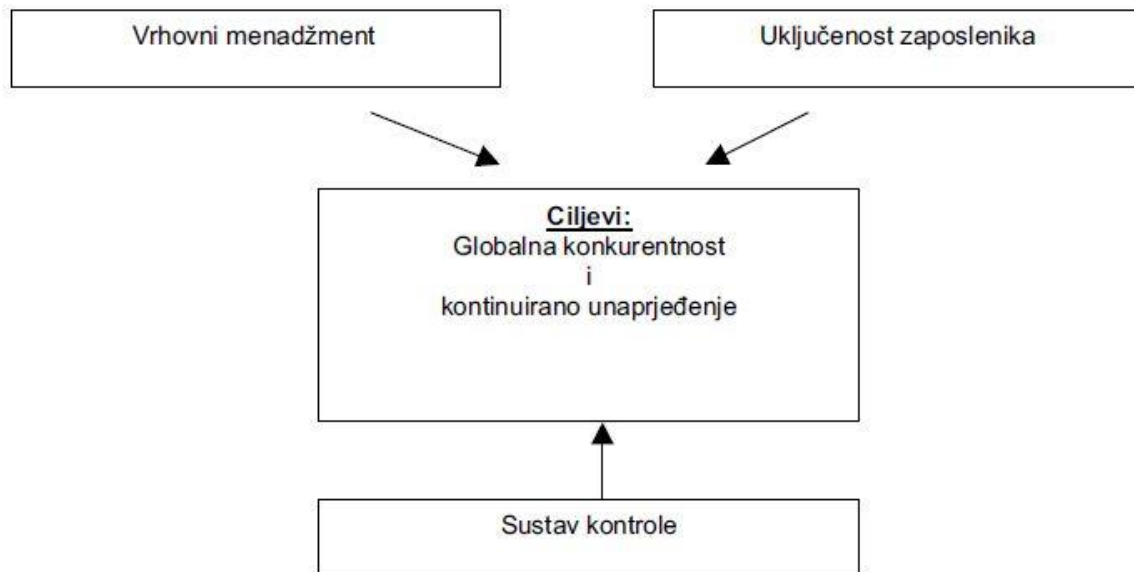 Vrhovni menadžment
Uključenost zaposlenika
Ciljevi:
Globalna konkurentnost
i
kontinuirano unaprjeđenje
Sustav kontrole